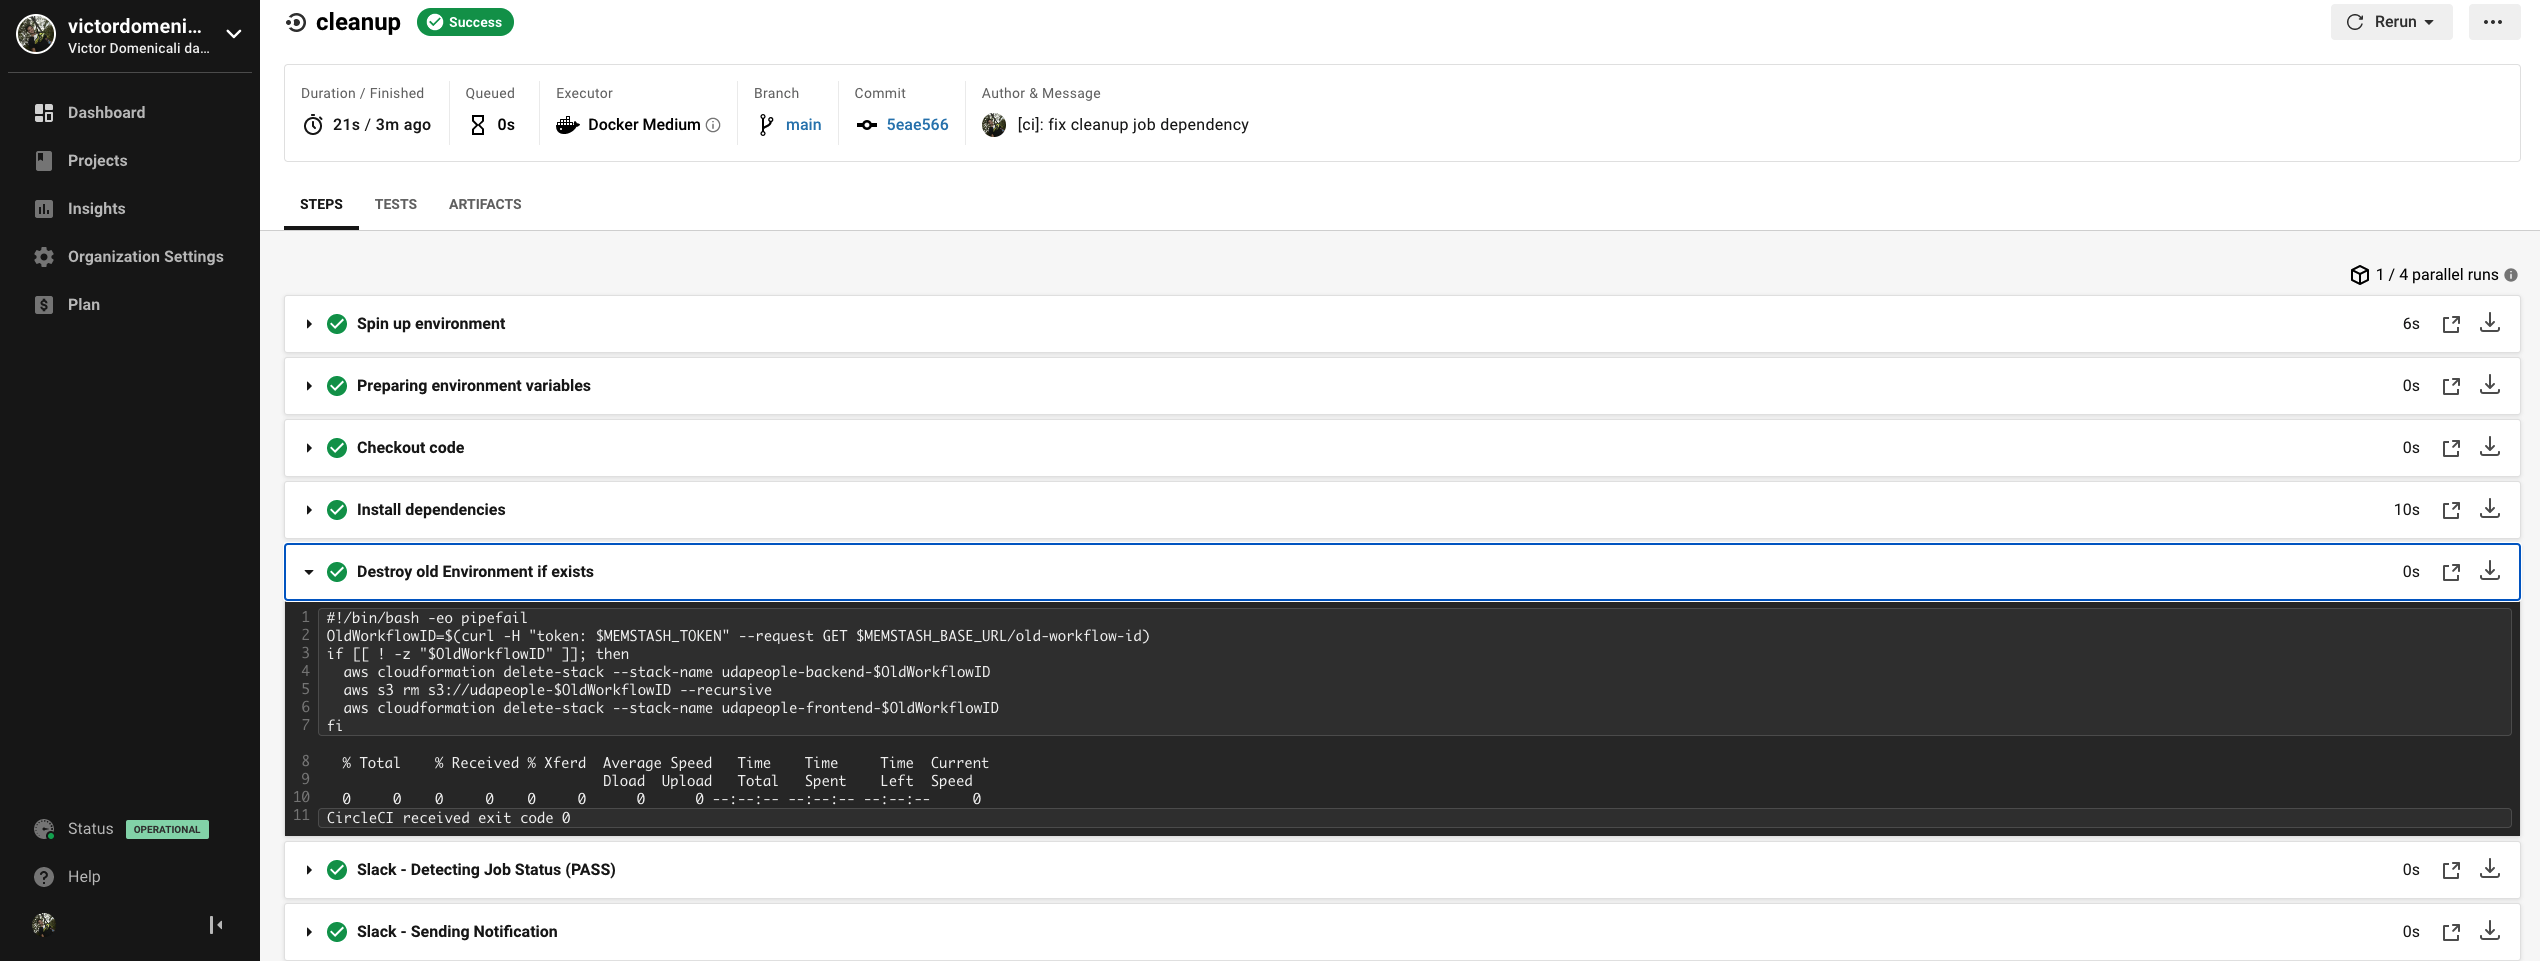 victordomeni...
Victor Domenicali da...
Dashboard
Projects
Insights
Organization Settings
Plan
Status OPERATIONAL
Help
cleanup Success
Rerun
Duration / Finished
21s / 3m ago
Queued
0s
Executor
Docker Medium
Branch
main
Commit
5eae566
Author & Message
[ci]: fix cleanup job dependency
STEPS TESTS ARTIFACTS
1 / 4 parallel runs
Spin up environment 6s
Preparing environment variables 0s
Checkout code 0s
Install dependencies 10s
Destroy old Environment if exists 0s
1 #!/bin/bash -eo pipefail
2 OldWorkflowID=$(curl -H "token: $MEMSTASH_TOKEN" --request GET $MEMSTASH_BASE_URL/old-workflow-id)
3 if [[ ! -z "$OldWorkflowID" ]]; then
4   aws cloudformation delete-stack --stack-name udapeople-backend-$OldWorkflowID
5   aws s3 rm s3://udapeople-$OldWorkflowID --recursive
6   aws cloudformation delete-stack --stack-name udapeople-frontend-$OldWorkflowID
7 fi
8   % Total    % Received % Xferd  Average Speed   Time    Time     Time  Current
9                                  Dload  Upload   Total   Spent    Left  Speed
10   0     0    0     0    0     0      0      0 --:--:-- --:--:-- --:--:--     0
11 CircleCI received exit code 0
Slack - Detecting Job Status (PASS) 0s
Slack - Sending Notification 0s